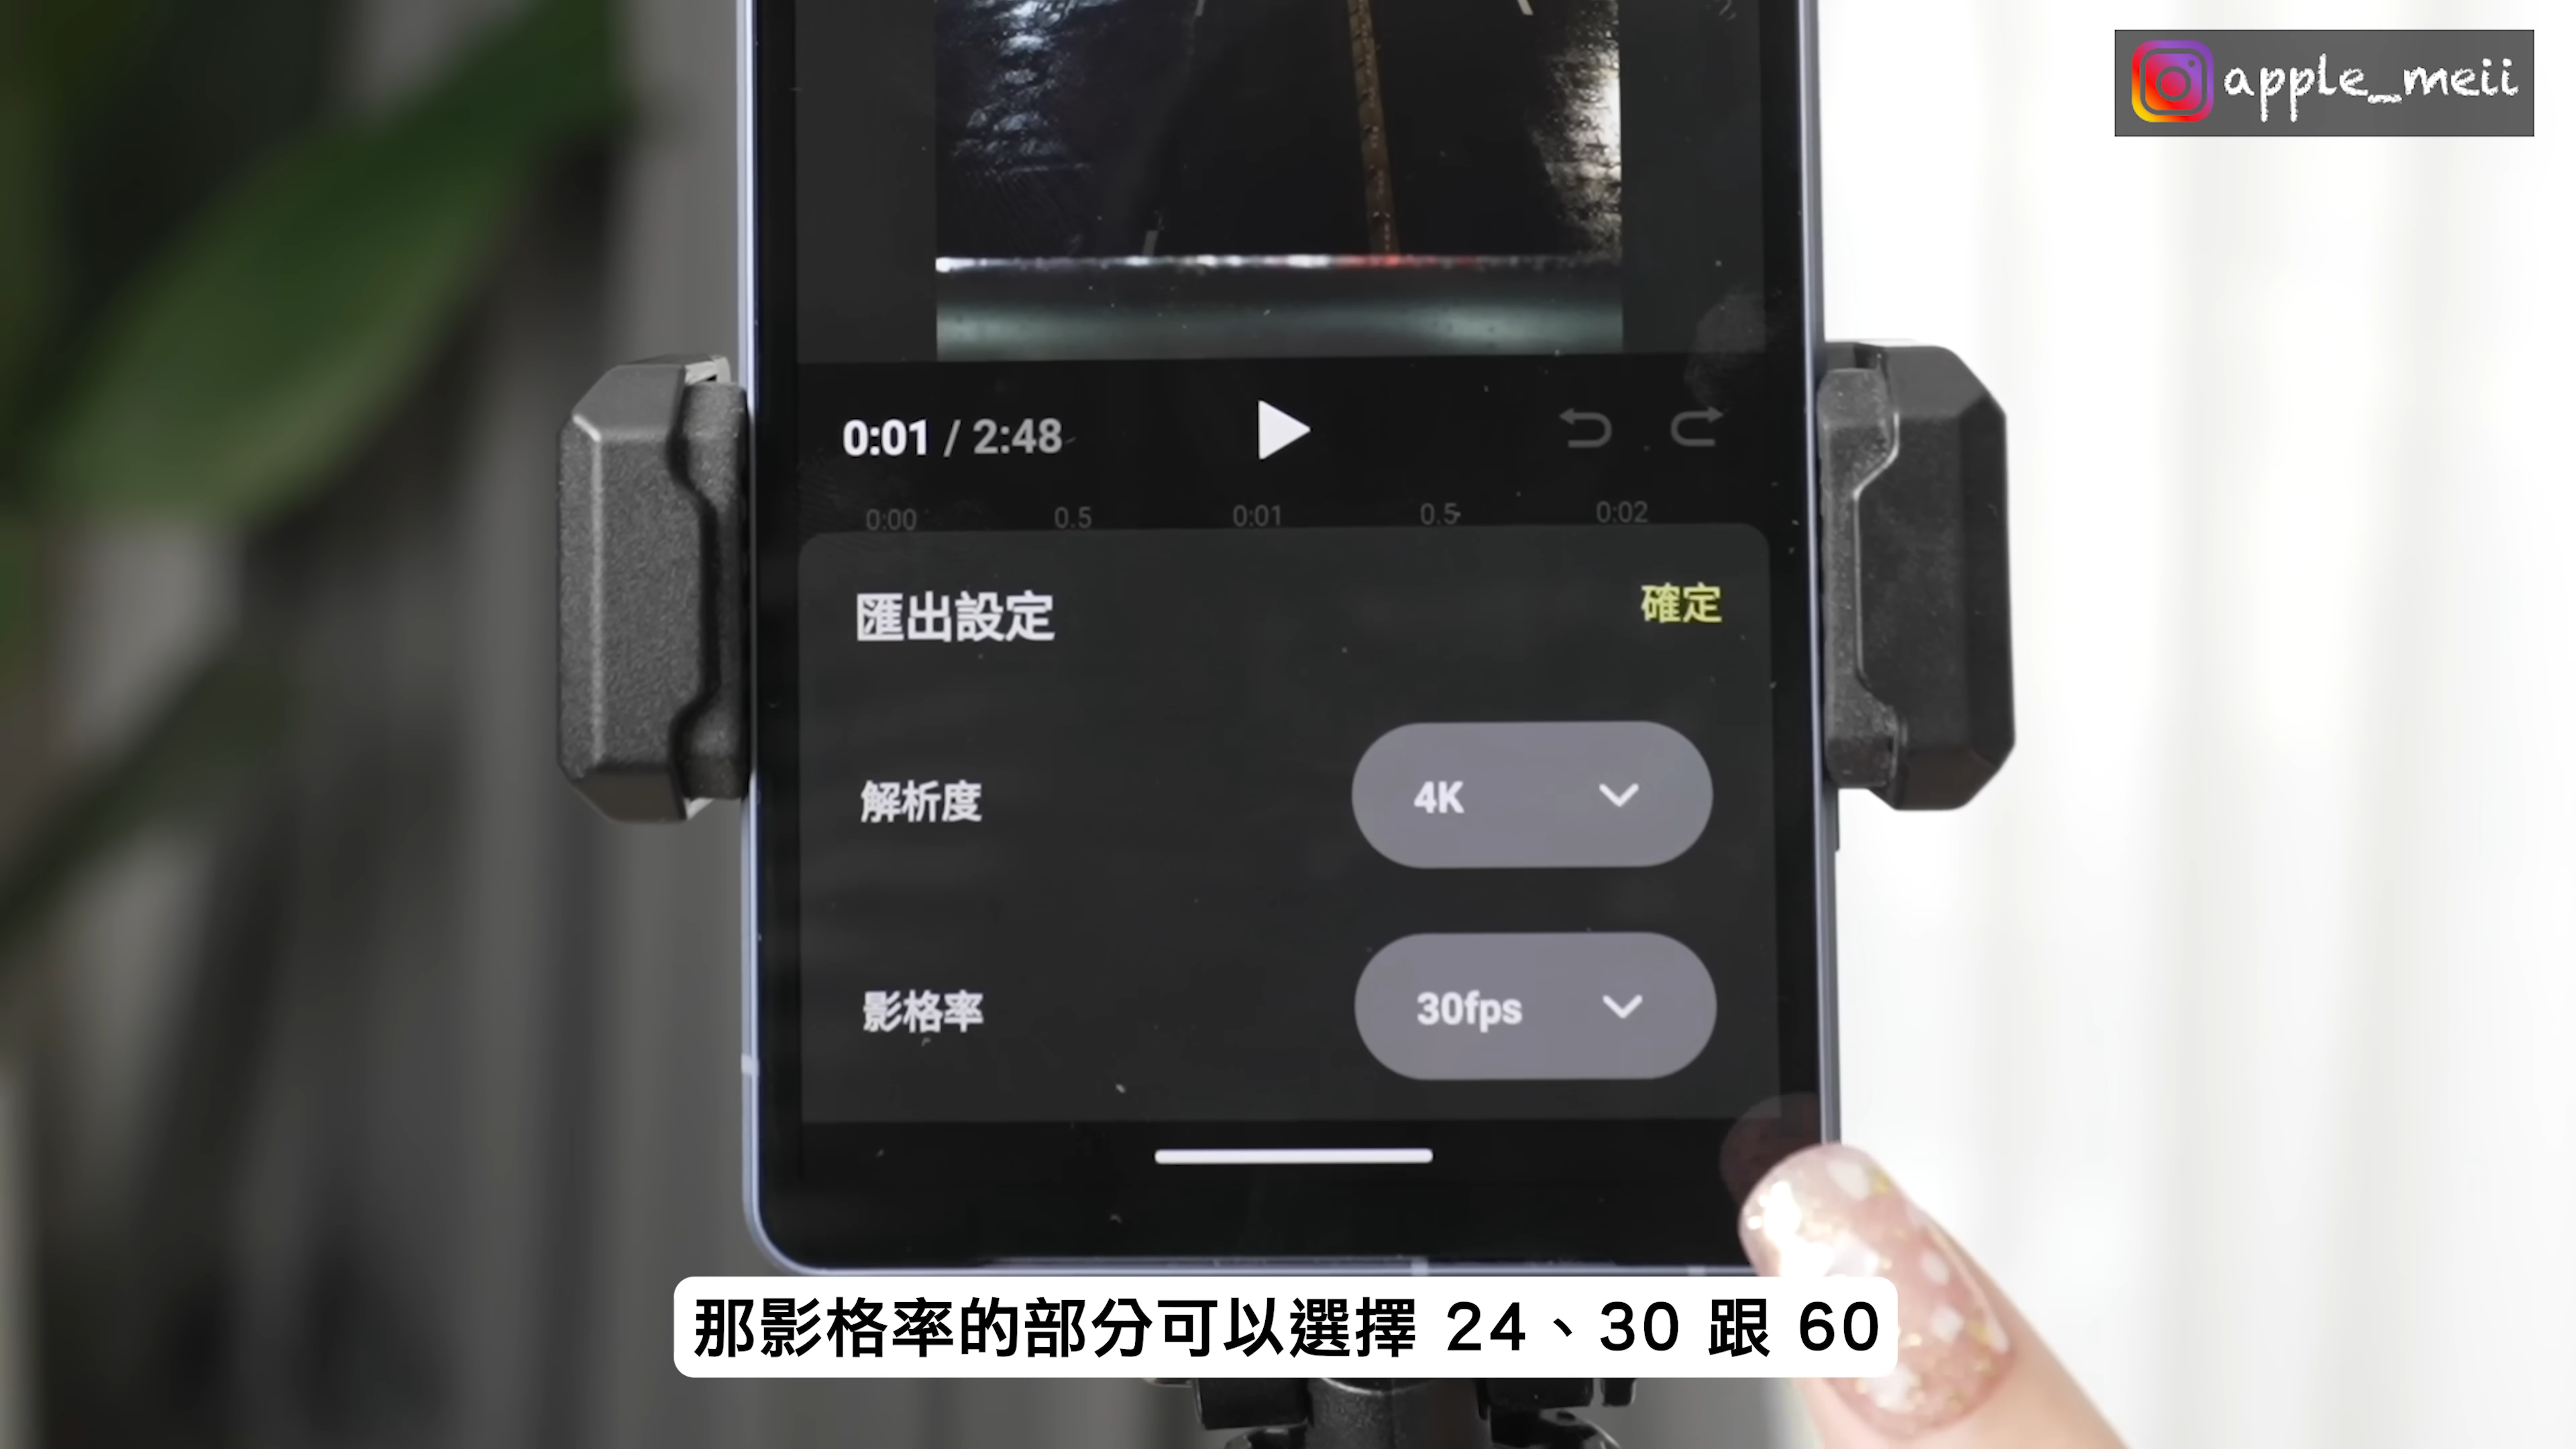 apple_meii
0:01 / 2:48
0:00 0.5 0:01 0.5 0:02
匯出設定 確定
解析度 4K
影格率 30fps
那影格率的部分可以選擇 24、30 跟 60